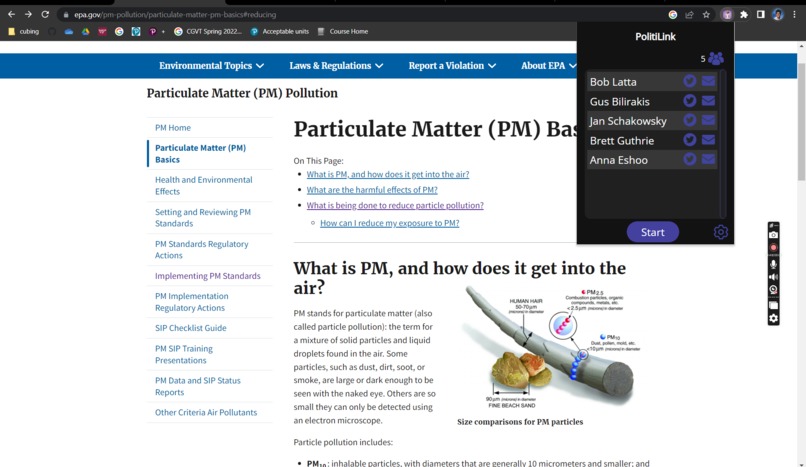 epa.gov/pm-pollution/particulate-matter-pm-basics#reducing
cubing
CGVT Spring 2022...
Acceptable units
Course Home
PolitiLink
5
Bob Latta
Gus Bilirakis
Jan Schakowsky
Brett Guthrie
Anna Eshoo
Start
Environmental Topics
Laws & Regulations
Report a Violation
About EPA
Particulate Matter (PM) Pollution
PM Home
Particulate Matter (PM)
Basics
Health and Environmental
Effects
Setting and Reviewing PM
Standards
PM Standards Regulatory
Actions
Implementing PM Standards
PM Implementation
Regulatory Actions
SIP Checklist Guide
PM SIP Training
Presentations
PM Data and SIP Status
Reports
Other Criteria Air Pollutants
Particulate Matter (PM) Bas
On This Page:
What is PM, and how does it get into the air?
What are the harmful effects of PM?
What is being done to reduce particle pollution?
How can I reduce my exposure to PM?
What is PM, and how does it get into the
air?
PM stands for particulate matter (also
called particle pollution): the term for
a mixture of solid particles and liquid
droplets found in the air. Some
particles, such as dust, dirt, soot, or
smoke, are large or dark enough to be
seen with the naked eye. Others are so
small they can only be detected using
an electron microscope.
HUMAN HAIR
50-70μm
(microns) in diameter
PM2.5
Combustion particles, organic
compounds, metals, etc.
<2.5μm (microns) in diameter
PM10
Dust, pollen, mold, etc.
<10μm (microns) in diameter
90μm (microns) in diameter
FINE BEACH SAND
Size comparisons for PM particles
Particle pollution includes:
PM10: inhalable particles, with diameters that are generally 10 micrometers and smaller; and